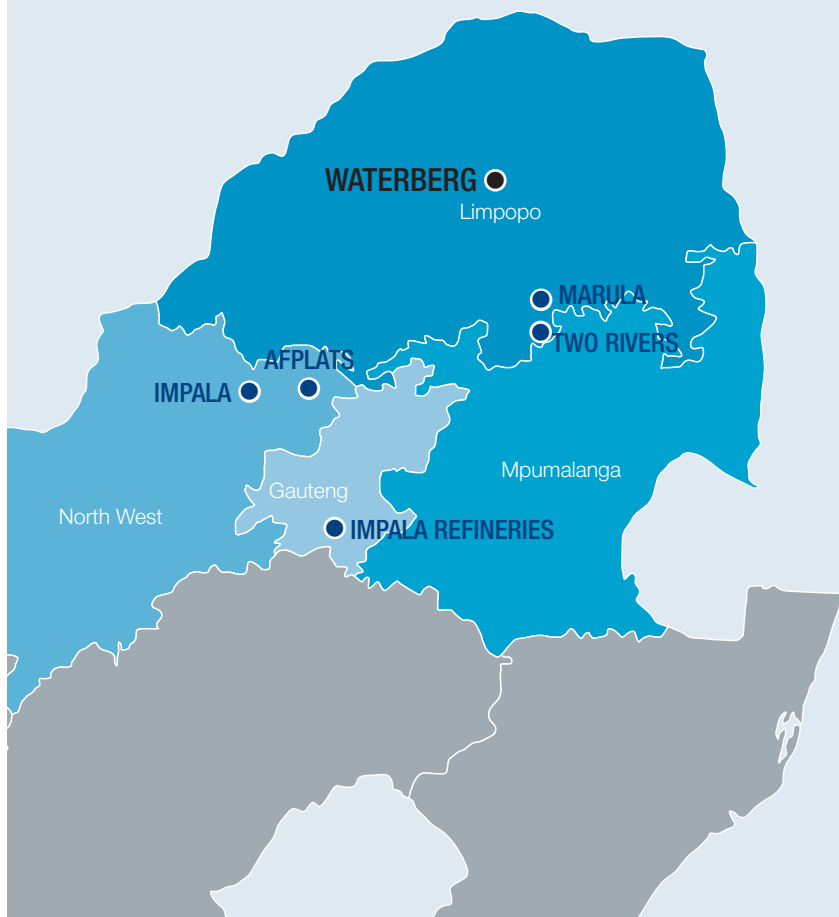 WATERBERG
Limpopo
MARULA
TWO RIVERS
AFPLATS
IMPALA
Mpumalanga
Gauteng
North West
IMPALA REFINERIES